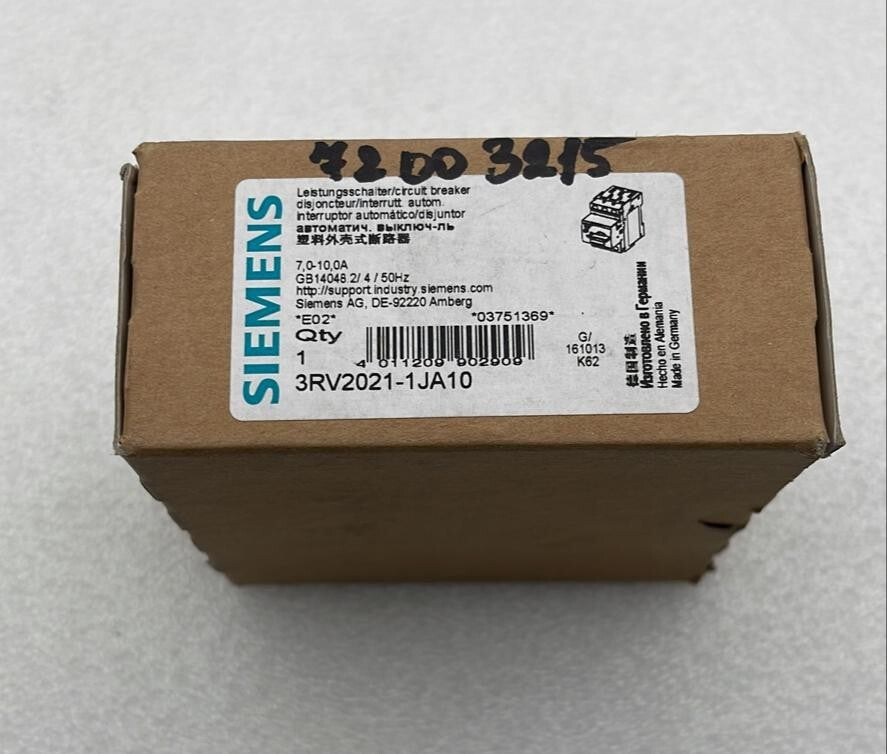 72 DO 3215
SIEMENS
Leistungsschalter/circuit breaker
disjoncteur/interrutt. autom.
interruptor automático/disjuntor
автоматич. выключ-ль
塑料外壳式断路器
7,0-10,0A
GB14048.2/ 4 / 50Hz
http://support.industry.siemens.com
Siemens AG, DE-92220 Amberg
*E02* *03751369*
Qty
1
4 011209 902909
3RV2021-1JA10
G/
161013
K62
德国制造
Изготовлено в Германии
Hecho en Alemania
Made in Germany